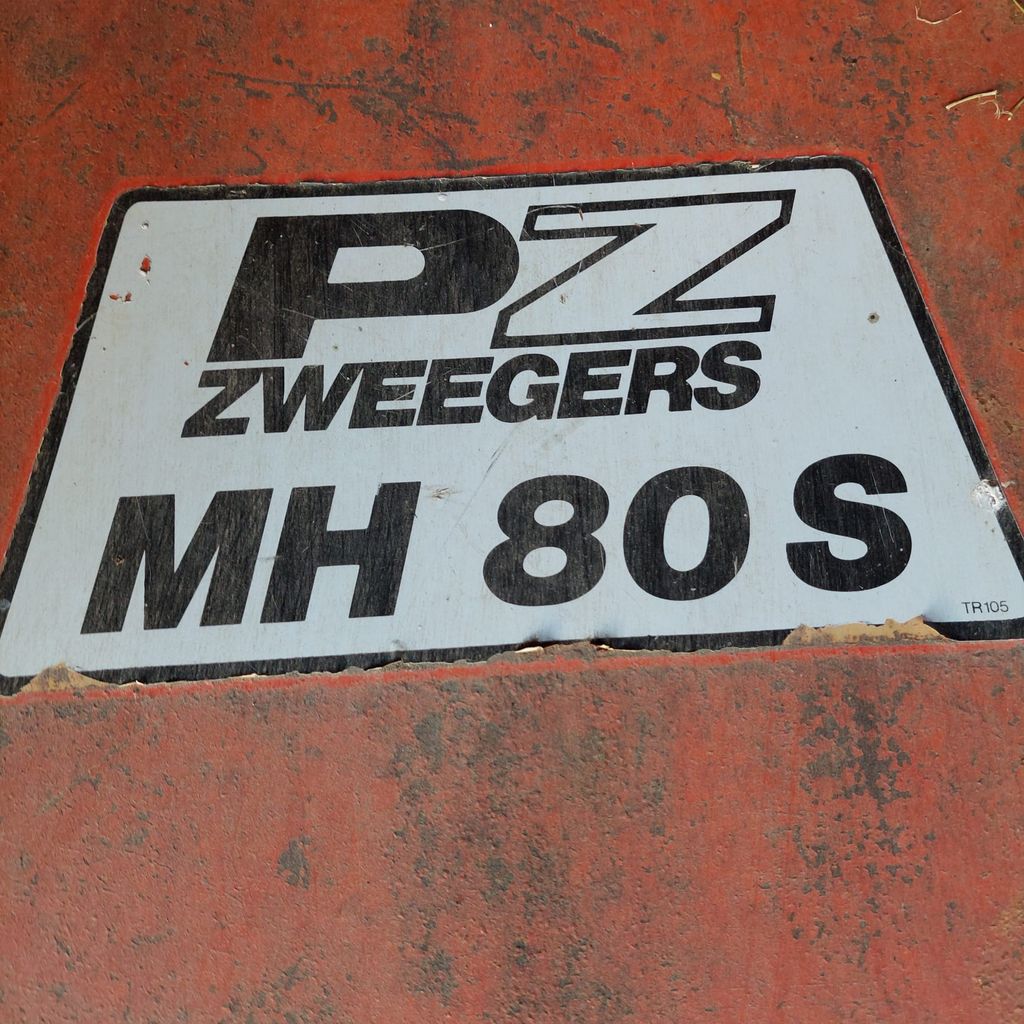 PZ
ZWEEGERS
MH 80 S
TR105